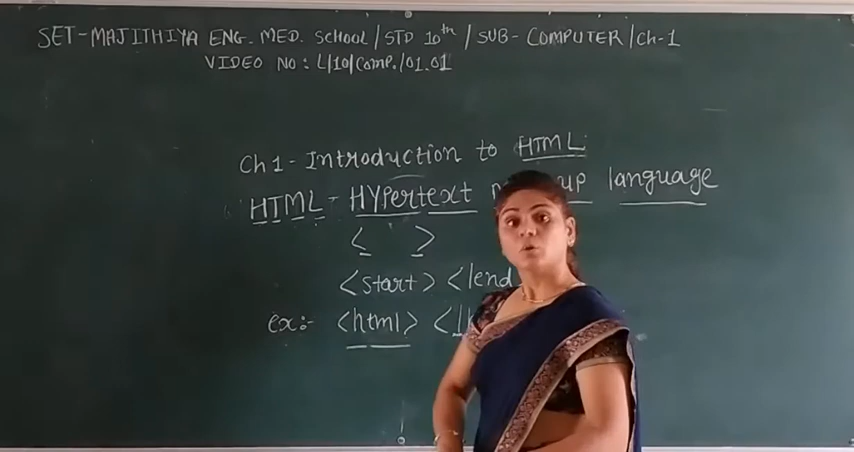 SET-MAJITHIYA ENG. MED. SCHOOL/STD 10th/SUB-COMPUTER/Ch-1
VIDEO NO: L/10/COMP./01.01
Ch 1 - Introduction to HTML
HTML - HYPertext language
< >
<start> </end
ex:- <html> </